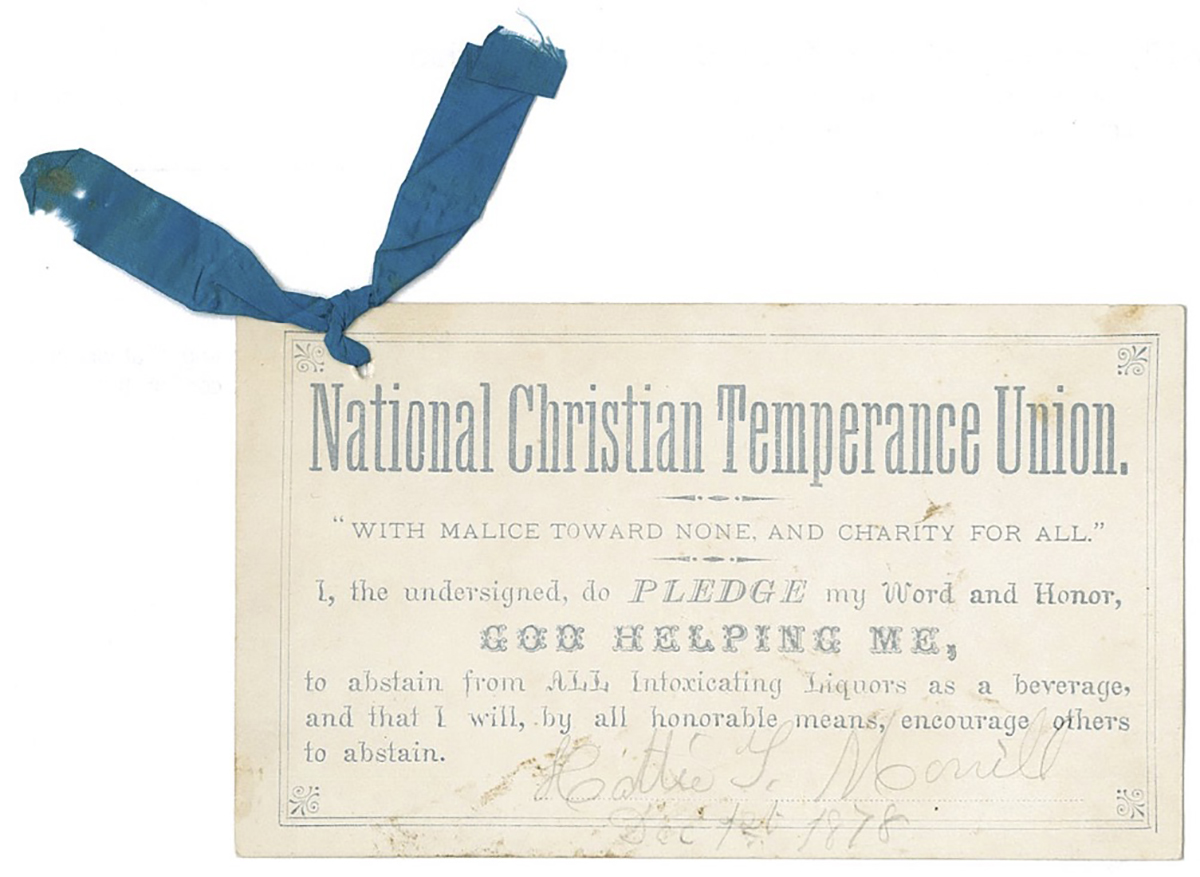 National Christian Temperance Union.
"WITH MALICE TOWARD NONE, AND CHARITY FOR ALL."
I, the undersigned, do PLEDGE my Word and Honor,
GOD HELPING ME,
to abstain from ALL Intoxicating Liquors as a beverage,
and that I will, by all honorable means, encourage others
to abstain.
Hattie S. Morrill
Dec 1st 1878